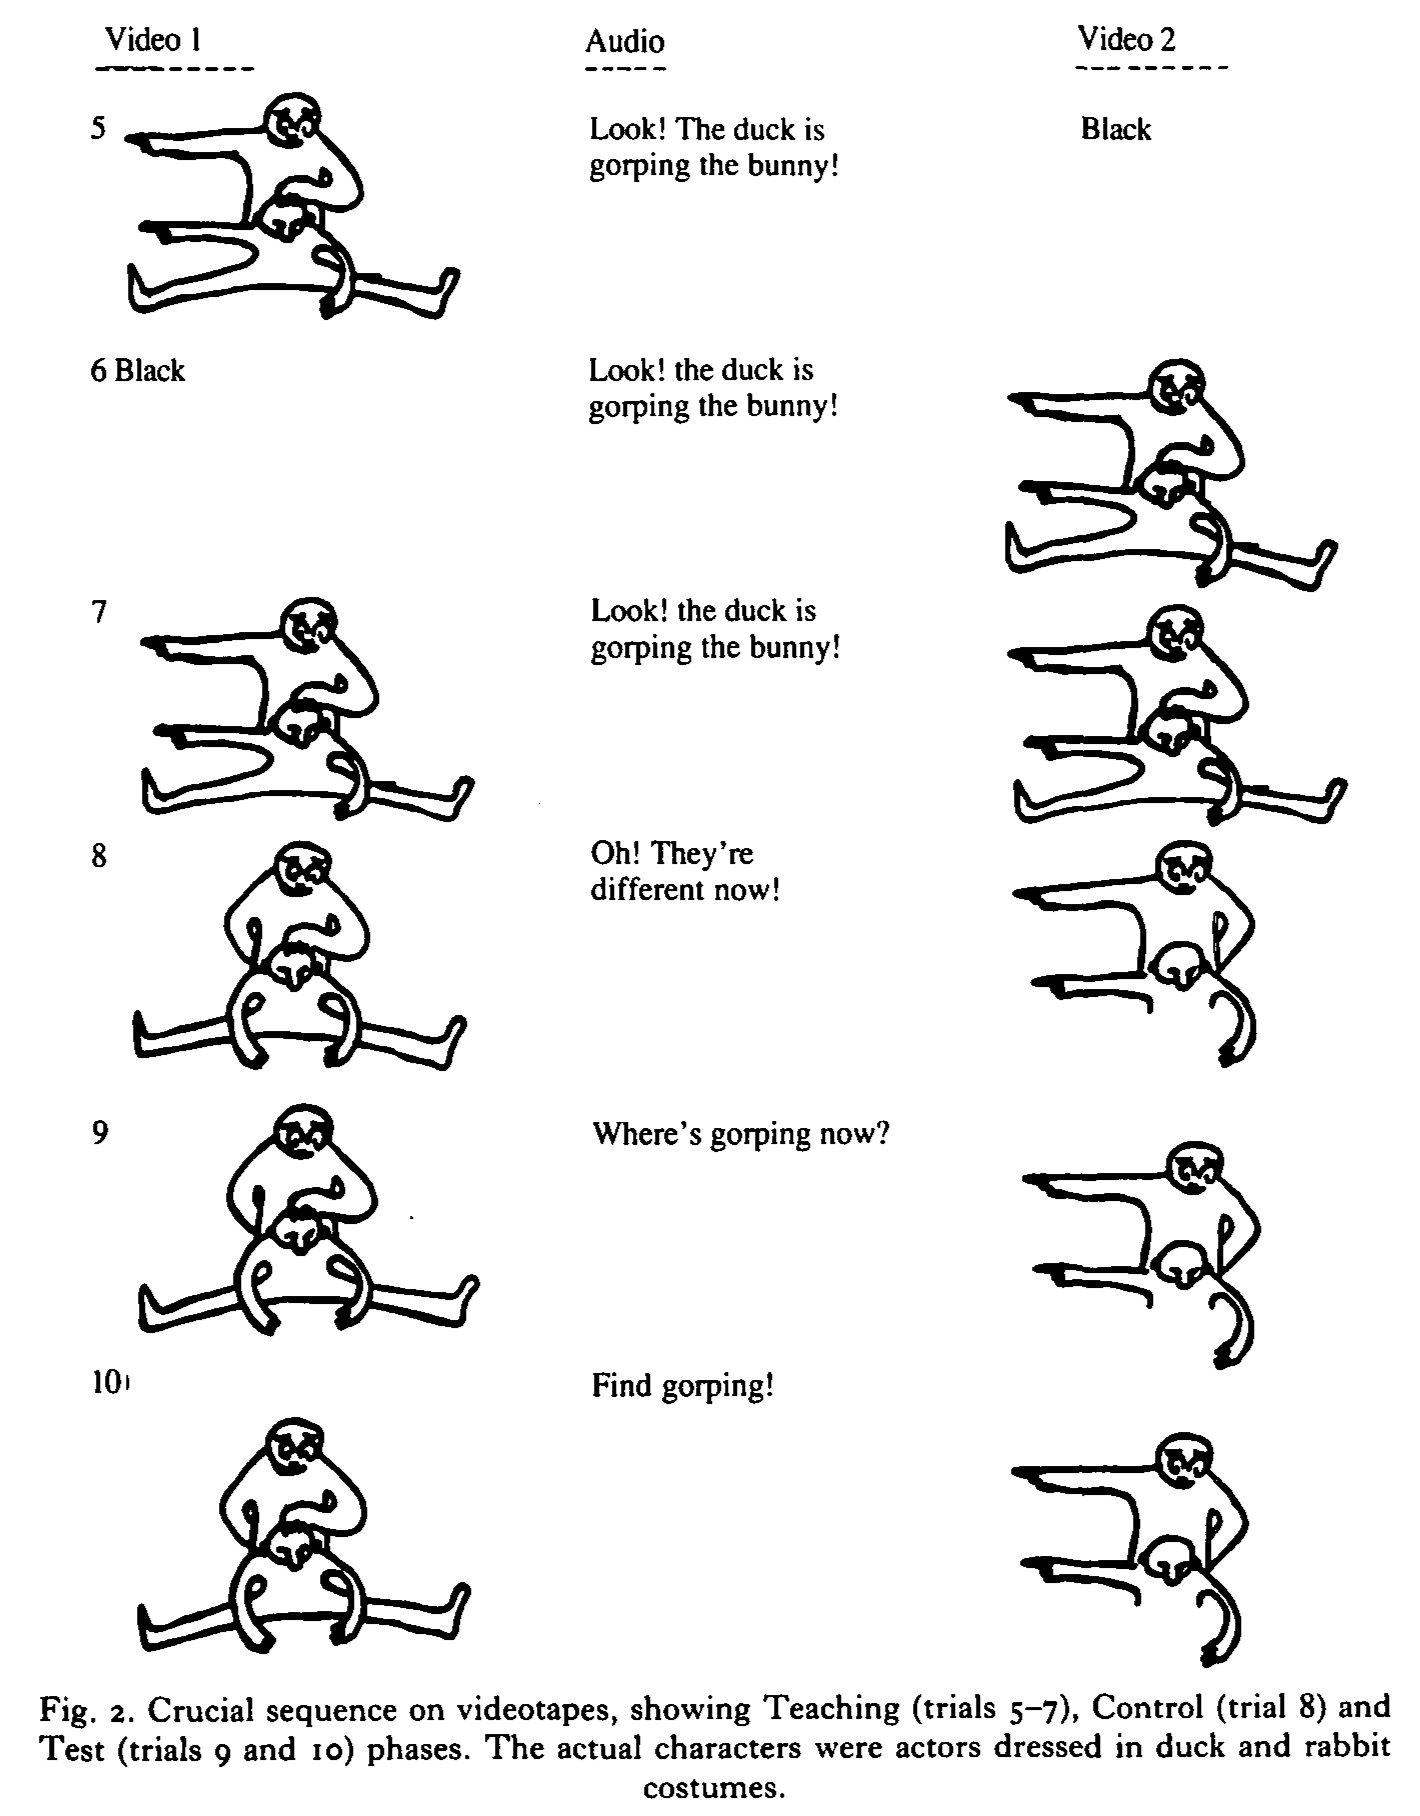 Video 1 Audio Video 2
5 Look! The duck is Black
gorping the bunny!
6 Black Look! the duck is
gorping the bunny!
7 Look! the duck is
gorping the bunny!
8 Oh! They're
different now!
9 Where's gorping now?
10 Find gorping!
Fig. 2. Crucial sequence on videotapes, showing Teaching (trials 5–7), Control (trial 8) and
Test (trials 9 and 10) phases. The actual characters were actors dressed in duck and rabbit
costumes.